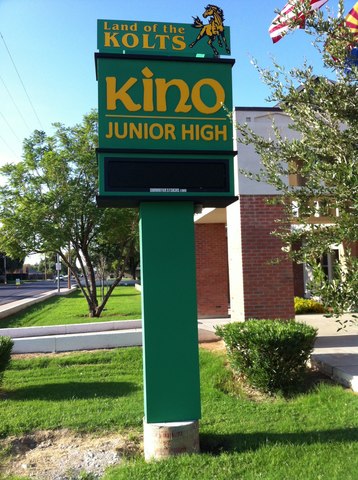 Land of the
KOLTS
Kino
JUNIOR HIGH